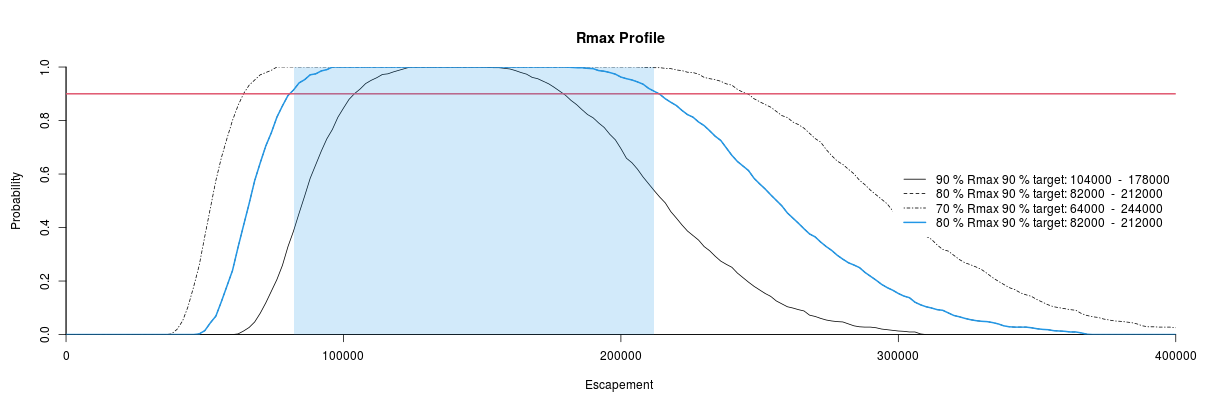 Rmax Profile
Probability
0.0
0.2
0.4
0.6
0.8
1.0
90 % Rmax 90 % target: 104000 - 178000
80 % Rmax 90 % target: 82000 - 212000
70 % Rmax 90 % target: 64000 - 244000
80 % Rmax 90 % target: 82000 - 212000
0 100000 200000 300000 400000
Escapement